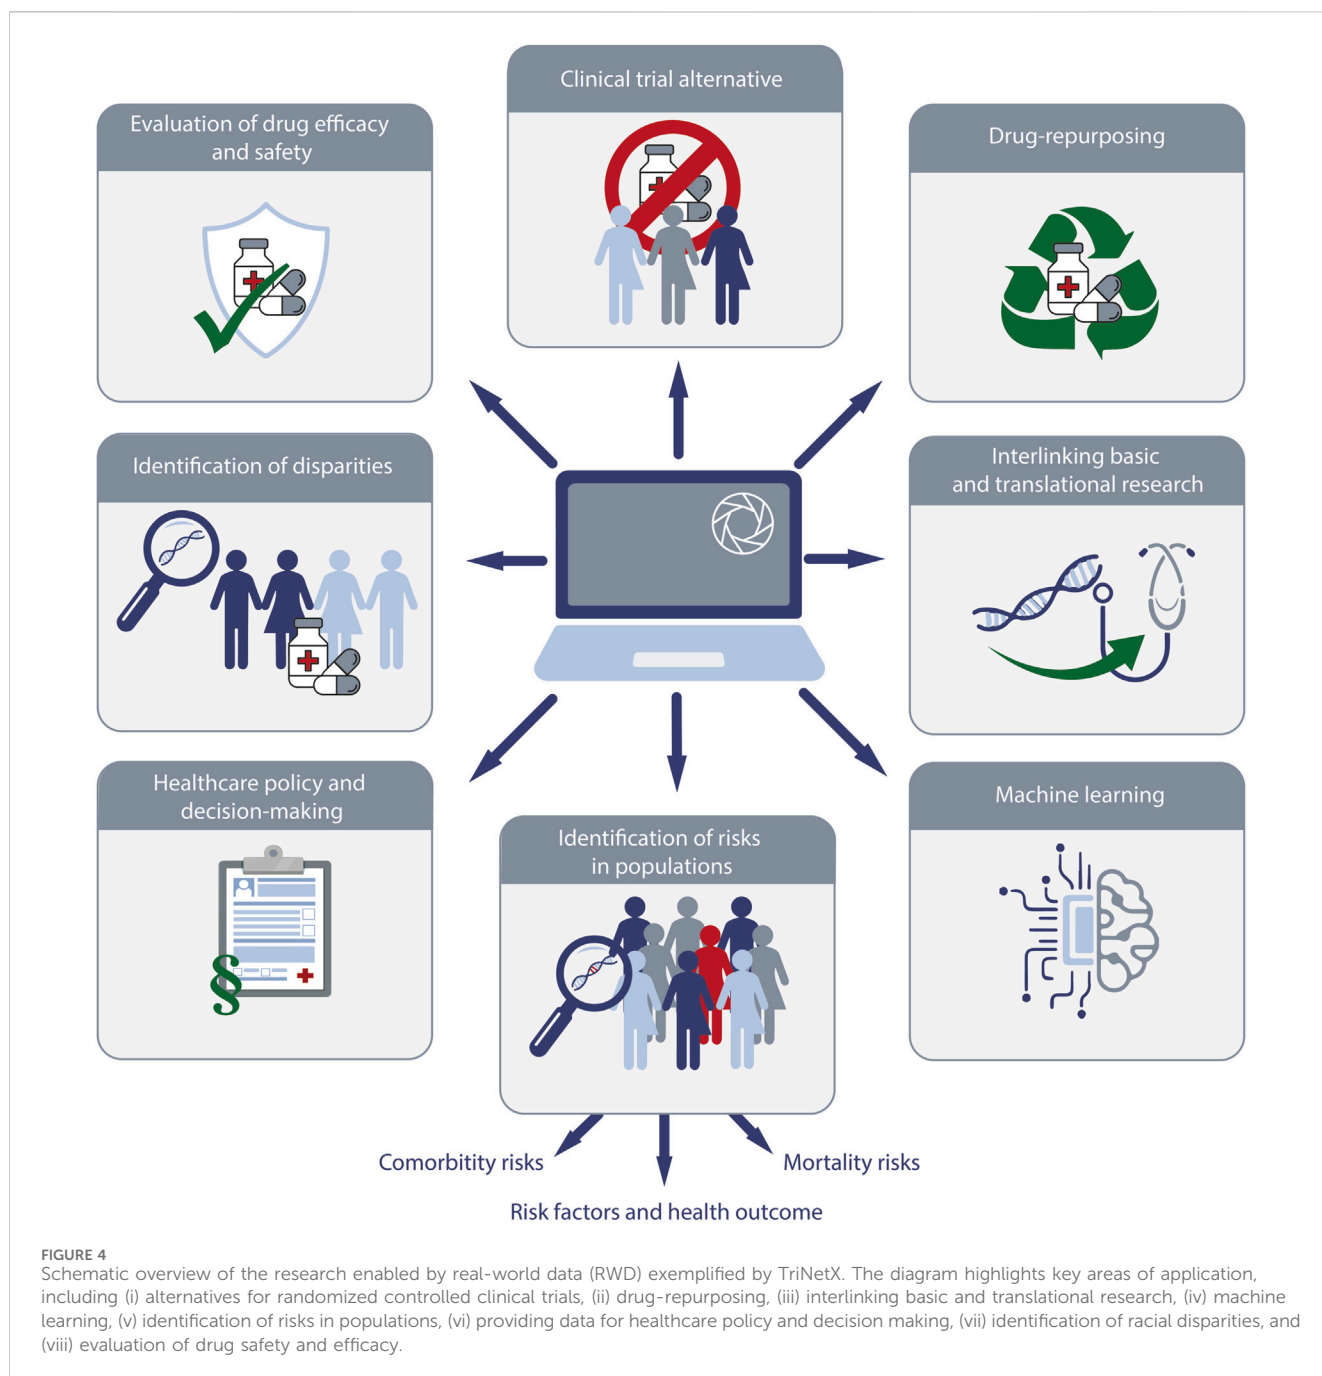 Clinical trial alternative
Evaluation of drug efficacy
and safety
Drug-repurposing
Identification of disparities
Interlinking basic
and translational research
Healthcare policy and
decision-making
Identification of risks
in populations
Machine learning
§
Comorbitity risks
Mortality risks
Risk factors and health outcome
FIGURE 4
Schematic overview of the research enabled by real-world data (RWD) exemplified by TriNetX. The diagram highlights key areas of application,
including (i) alternatives for randomized controlled clinical trials, (ii) drug-repurposing, (iii) interlinking basic and translational research, (iv) machine
learning, (v) identification of risks in populations, (vi) providing data for healthcare policy and decision making, (vii) identification of racial disparities, and
(viii) evaluation of drug safety and efficacy.